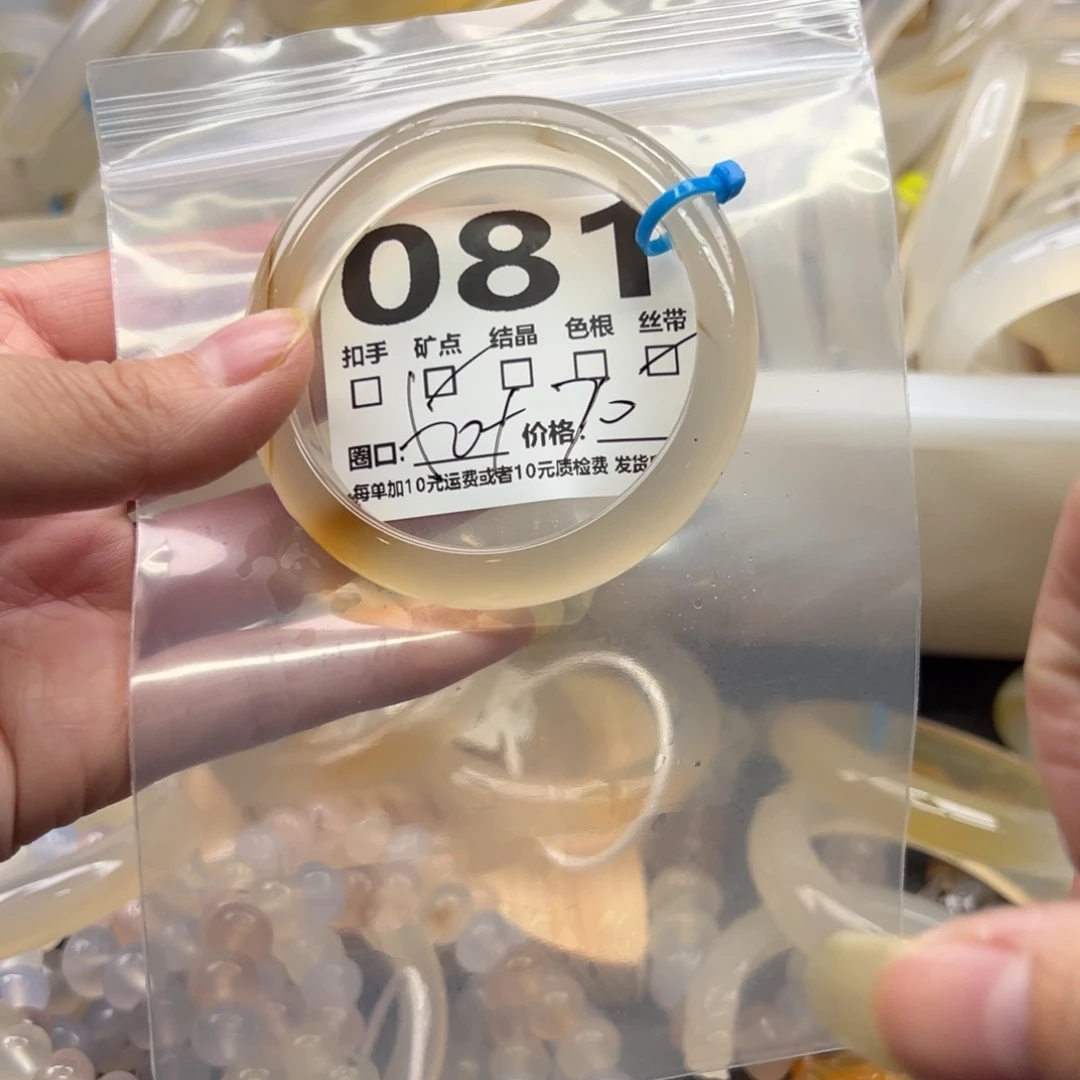 081
扣手 矿点 结晶 色根 丝带
圈口: 价格:
每单加10元运费或者10元质检费 发货